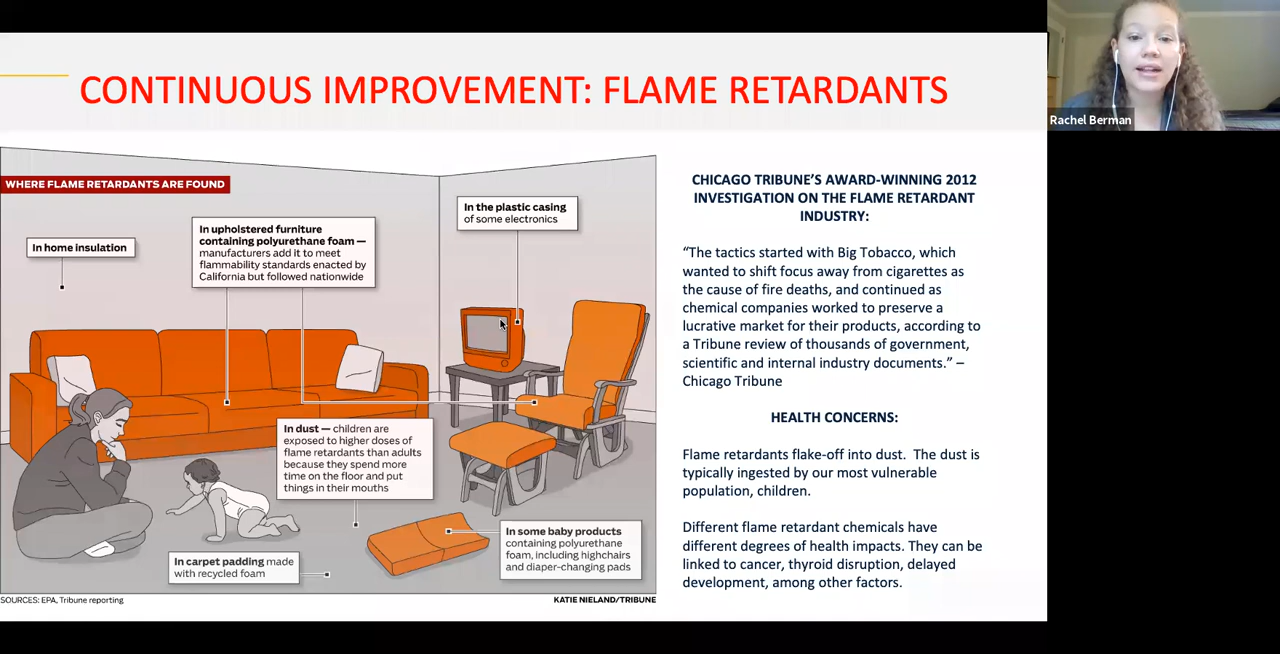 CONTINUOUS IMPROVEMENT: FLAME RETARDANTS
Rachel Berman
WHERE FLAME RETARDANTS ARE FOUND
In home insulation
In upholstered furniture
containing polyurethane foam —
manufacturers add it to meet
flammability standards enacted by
California but followed nationwide
In the plastic casing
of some electronics
In dust — children are
exposed to higher doses of
flame retardants than adults
because they spend more
time on the floor and put
things in their mouths
In some baby products
containing polyurethane
foam, including highchairs
and diaper-changing pads
In carpet padding made
with recycled foam
SOURCES: EPA, Tribune reporting
KATIE NIELAND/TRIBUNE
CHICAGO TRIBUNE’S AWARD-WINNING 2012
INVESTIGATION ON THE FLAME RETARDANT
INDUSTRY:
“The tactics started with Big Tobacco, which
wanted to shift focus away from cigarettes as
the cause of fire deaths, and continued as
chemical companies worked to preserve a
lucrative market for their products, according to
a Tribune review of thousands of government,
scientific and internal industry documents.” –
Chicago Tribune
HEALTH CONCERNS:
Flame retardants flake-off into dust.  The dust is
typically ingested by our most vulnerable
population, children.
Different flame retardant chemicals have
different degrees of health impacts. They can be
linked to cancer, thyroid disruption, delayed
development, among other factors.